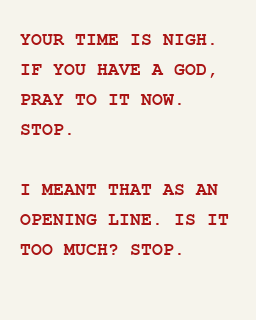 YOUR TIME IS NIGH.
IF YOU HAVE A GOD,
PRAY TO IT NOW.
STOP.

I MEANT THAT AS AN
OPENING LINE. IS IT
TOO MUCH? STOP.